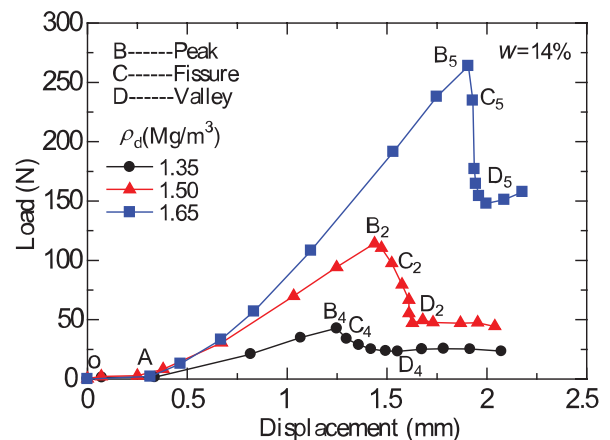 300
250
200
150
100
50
0
Load (N)
B------Peak
C------Fissure
D------Valley
ρd(Mg/m³)
1.35
1.50
1.65
w=14%
B5
C5
D5
B2
C2
D2
B4
C4
D4
o
A
0 0.5 1 1.5 2 2.5
Displacement (mm)